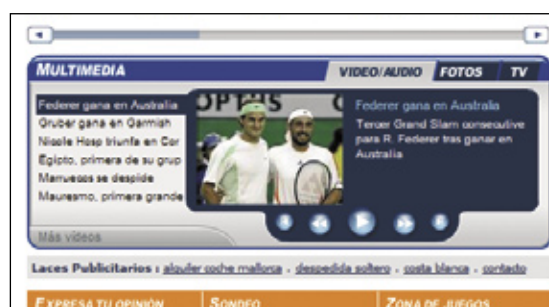 MULTIMEDIA
VIDEO/AUDIO FOTOS TV
Federer gana en Australia
Gruber gana en Garmish
Nicole Hosp triunfa en Cor
Egipto, primera de su grup
Marruecos se despide
Mauresmo, primera grande
Más vídeos
OPTUS
Federer gana en Australia
Tercer Grand Slam consecutive
para R. Federer tras ganar en
Australia
Laces Publicitarios : alquiler coche mallorca - despedida soltero - costa blanca - contacto
EXPRESA TU OPINIÓN SONDEO ZONA DE JUEGOS